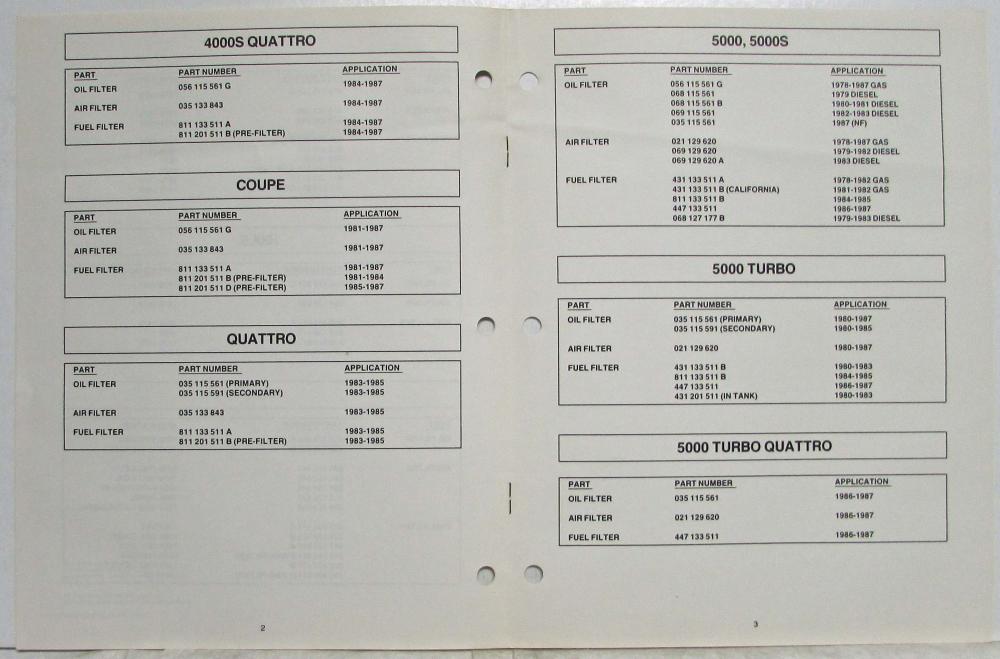 4000S QUATTRO
PART PART NUMBER APPLICATION
OIL FILTER 056 115 561 G 1984-1987
AIR FILTER 035 133 843 1984-1987
FUEL FILTER 811 133 511 A 1984-1987
811 201 511 B (PRE-FILTER) 1984-1987
COUPE
PART PART NUMBER APPLICATION
OIL FILTER 056 115 561 G 1981-1987
AIR FILTER 035 133 843 1981-1987
FUEL FILTER 811 133 511 A 1981-1987
811 201 511 B (PRE-FILTER) 1981-1984
811 201 511 D (PRE-FILTER) 1985-1987
QUATTRO
PART PART NUMBER APPLICATION
OIL FILTER 035 115 561 (PRIMARY) 1983-1985
035 115 591 (SECONDARY) 1983-1985
AIR FILTER 035 133 843 1983-1985
FUEL FILTER 811 133 511 A 1983-1985
811 201 511 B (PRE-FILTER) 1983-1985
2
5000, 5000S
PART PART NUMBER APPLICATION
OIL FILTER 056 115 561 G 1978-1987 GAS
068 115 561 1979 DIESEL
068 115 561 B 1980-1981 DIESEL
069 115 561 1982-1983 DIESEL
035 115 561 1987 (NF)
AIR FILTER 021 129 620 1978-1987 GAS
069 129 620 1979-1982 DIESEL
069 129 620 A 1983 DIESEL
FUEL FILTER 431 133 511 A 1978-1982 GAS
431 133 511 B (CALIFORNIA) 1981-1982 GAS
811 133 511 B 1984-1985
447 133 511 1986-1987
068 127 177 B 1979-1983 DIESEL
5000 TURBO
PART PART NUMBER APPLICATION
OIL FILTER 035 115 561 (PRIMARY) 1980-1987
035 115 591 (SECONDARY) 1980-1985
AIR FILTER 021 129 620 1980-1987
FUEL FILTER 431 133 511 B 1980-1983
811 133 511 B 1984-1985
447 133 511 1986-1987
431 201 511 (IN TANK) 1980-1983
5000 TURBO QUATTRO
PART PART NUMBER APPLICATION
OIL FILTER 035 115 561 1986-1987
AIR FILTER 021 129 620 1986-1987
FUEL FILTER 447 133 511 1986-1987
3